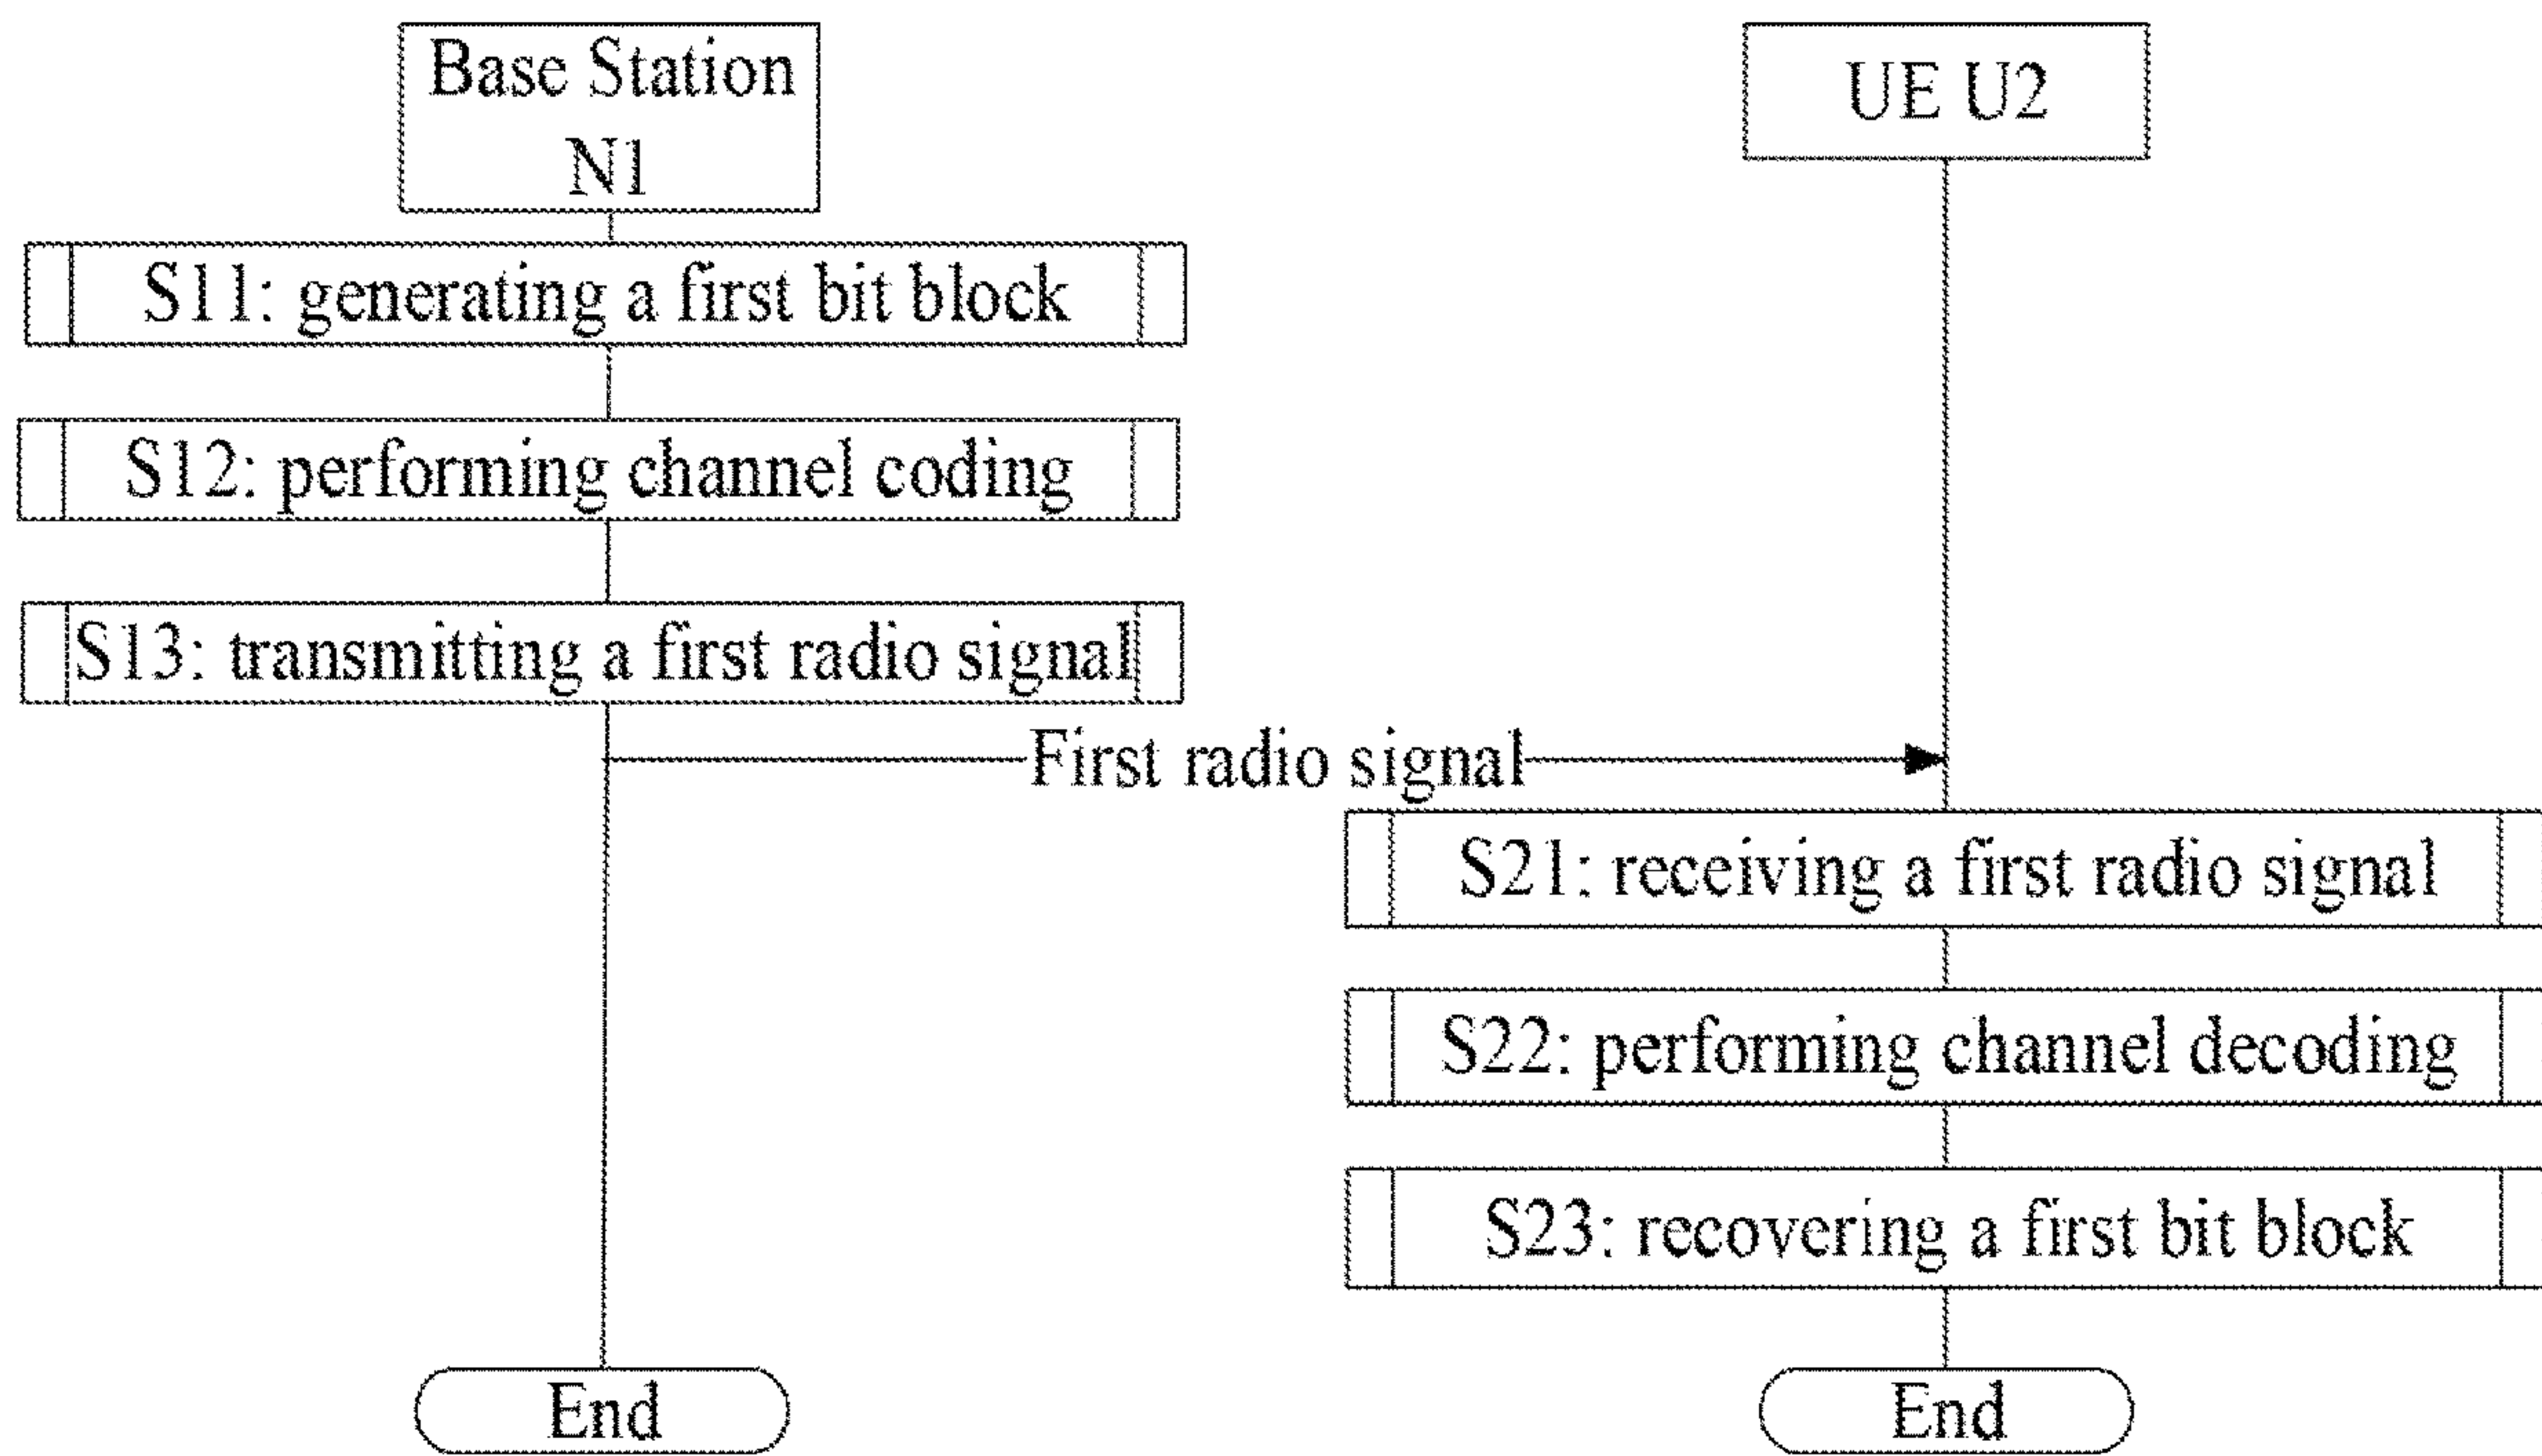 Base Station
N1
UE U2
S11: generating a first bit block
S12: performing channel coding
S13: transmitting a first radio signal
First radio signal
S21: receiving a first radio signal
S22: performing channel decoding
S23: recovering a first bit block
End
End